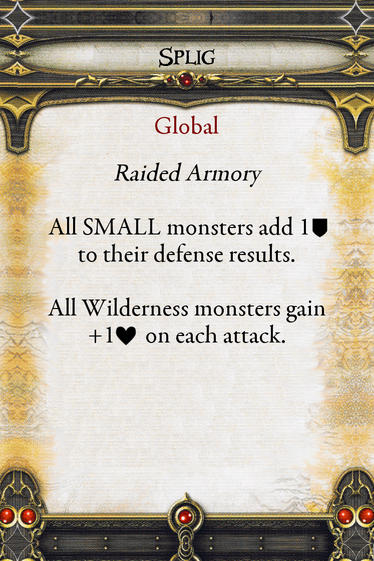 Splig
Global
Raided Armory
All SMALL monsters add 1
to their defense results.
All Wilderness monsters gain
+1 on each attack.